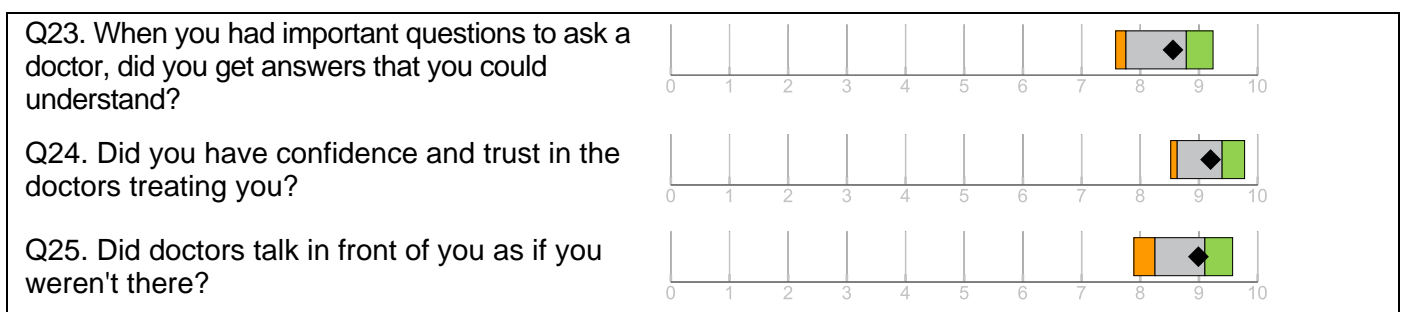 Q23. When you had important questions to ask a
doctor, did you get answers that you could
understand?
0 1 2 3 4 5 6 7 8 9 10
Q24. Did you have confidence and trust in the
doctors treating you?
0 1 2 3 4 5 6 7 8 9 10
Q25. Did doctors talk in front of you as if you
weren't there?
0 1 2 3 4 5 6 7 8 9 10